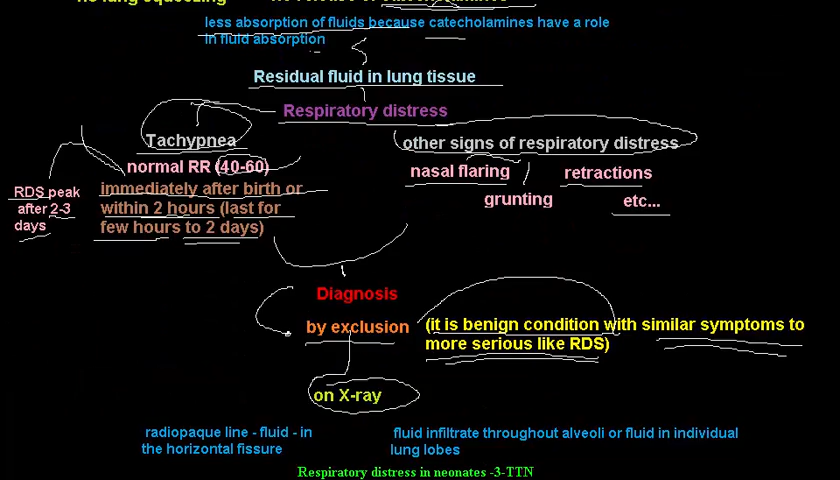 no lung squeezing
less absorption of fluids because catecholamines have a role
in fluid absorption
Residual fluid in lung tissue
Respiratory distress
Tachypnea
other signs of respiratory distress
normal RR (40-60)
nasal flaring
retractions
RDS peak
after 2-3
days
immediately after birth or
within 2 hours (last for
few hours to 2 days)
grunting
etc...
Diagnosis
by exclusion
(it is benign condition with similar symptoms to
more serious like RDS)
on X-ray
radiopaque line - fluid - in
the horizontal fissure
fluid infiltrate throughout alveoli or fluid in individual
lung lobes
Respiratory distress in neonates -3-TTN